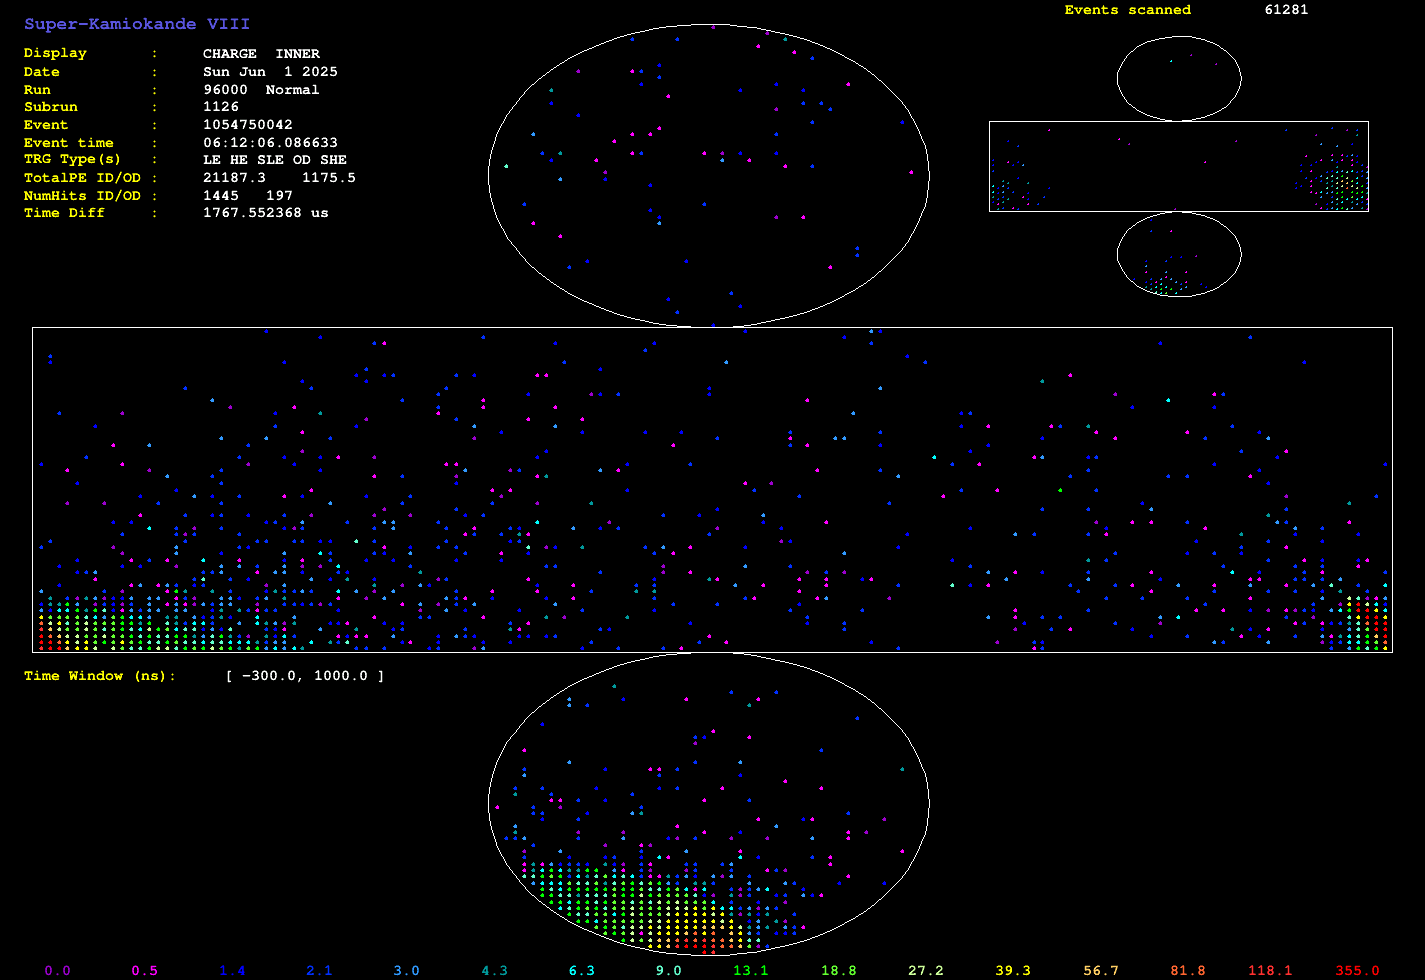 Super-Kamiokande VIII
Display : CHARGE INNER
Date : Sun Jun 1 2025
Run : 96000 Normal
Subrun : 1126
Event : 1054750042
Event time : 06:12:06.086633
TRG Type(s) : LE HE SLE OD SHE
TotalPE ID/OD : 21187.3 1175.5
NumHits ID/OD : 1445 197
Time Diff : 1767.552368 us
Events scanned 61281
Time Window (ns): [ -300.0, 1000.0 ]
0.0 0.5 1.4 2.1 3.0 4.3 6.3 9.0 13.1 18.8 27.2 39.3 56.7 81.8 118.1 355.0